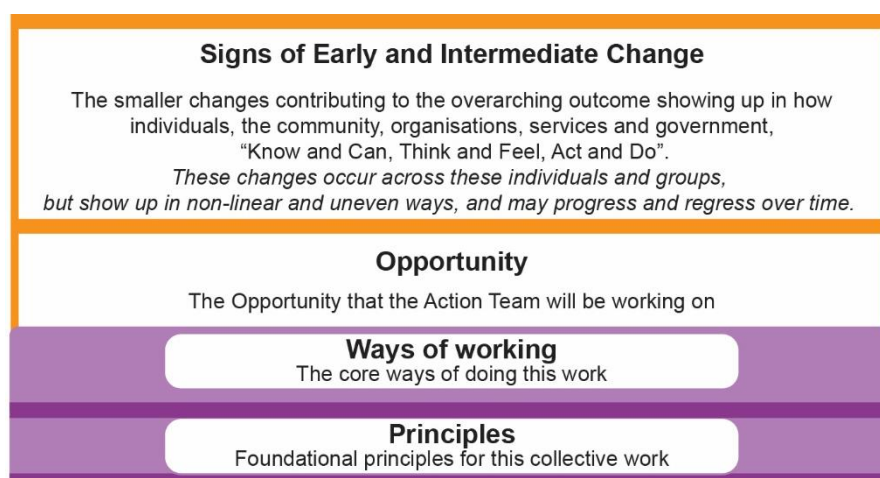 Signs of Early and Intermediate Change
The smaller changes contributing to the overarching outcome showing up in how
individuals, the community, organisations, services and government,
“Know and Can, Think and Feel, Act and Do”.
These changes occur across these individuals and groups,
but show up in non-linear and uneven ways, and may progress and regress over time.
Opportunity
The Opportunity that the Action Team will be working on
Ways of working
The core ways of doing this work
Principles
Foundational principles for this collective work